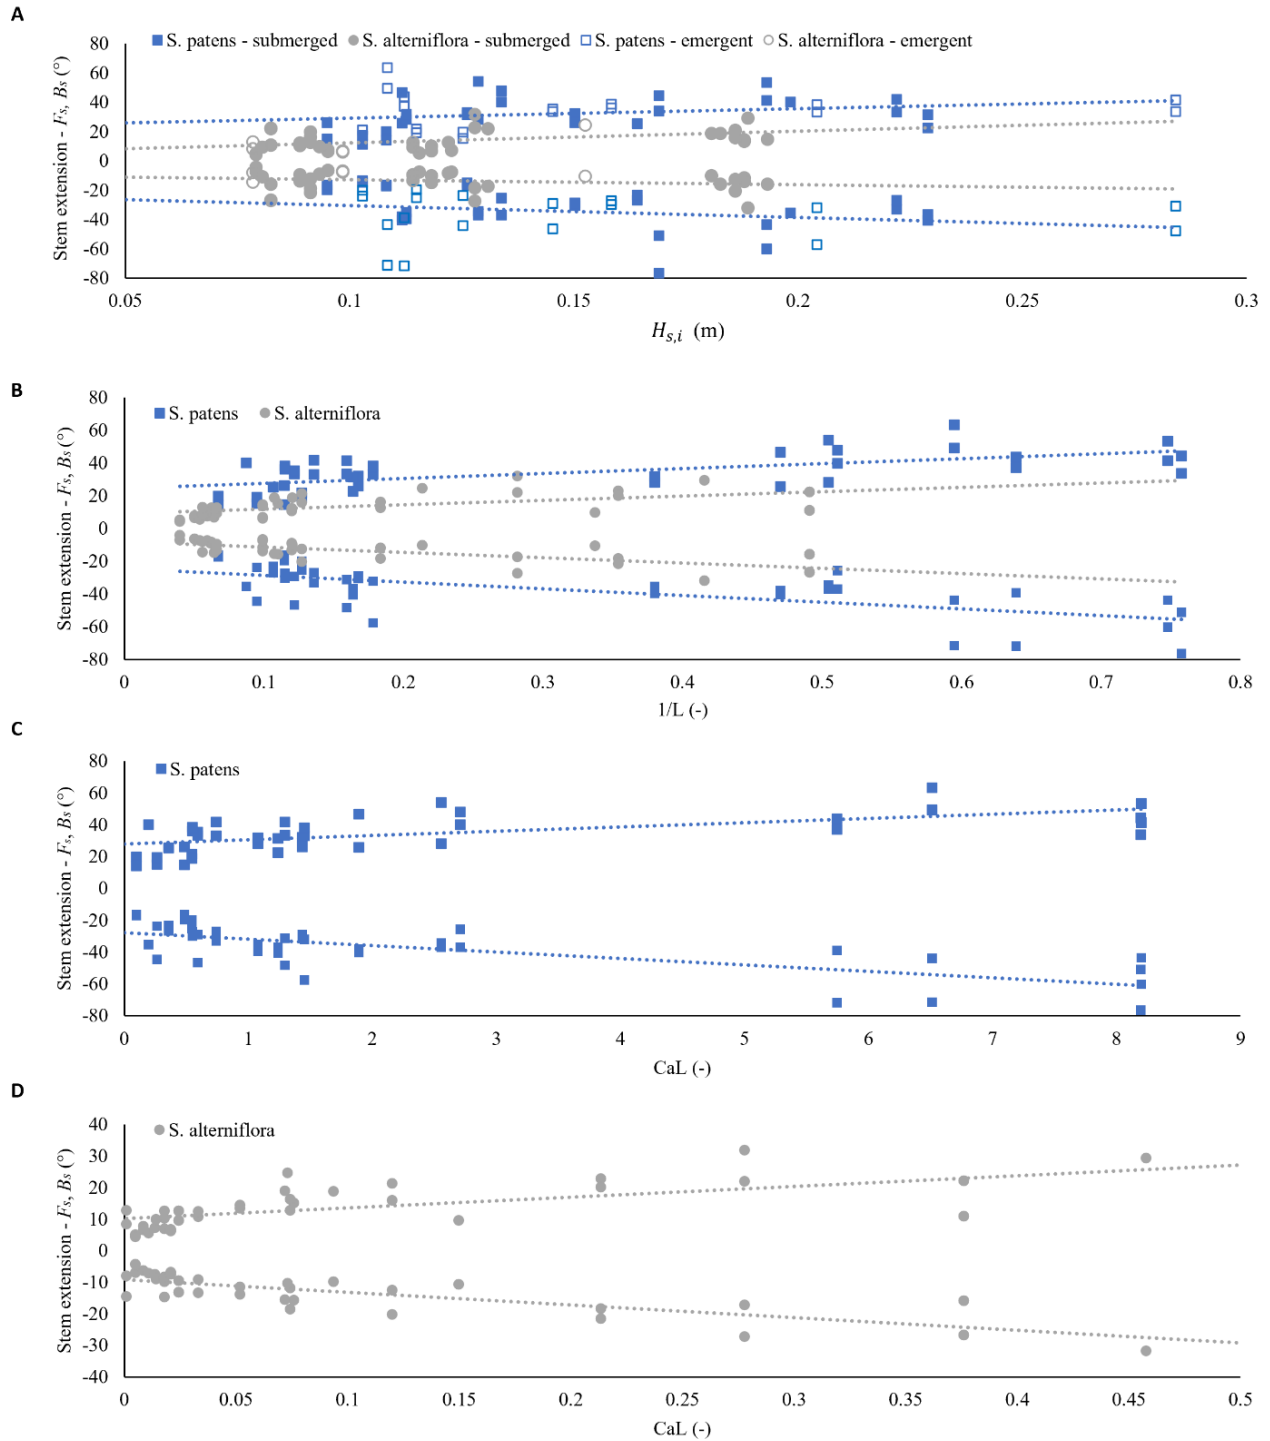 A
S. patens - submerged S. alterniflora - submerged S. patens - emergent S. alterniflora - emergent
Stem extension - Fs, Bs (°)
80
60
40
20
0
-20
-40
-60
-80
0.05 0.1 0.15 0.2 0.25 0.3
Hs,i (m)
B
S. patens S. alterniflora
Stem extension - Fs, Bs (°)
80
60
40
20
0
-20
-40
-60
-80
0 0.1 0.2 0.3 0.4 0.5 0.6 0.7 0.8
1/L (-)
C
S. patens
Stem extension - Fs, Bs (°)
80
60
40
20
0
-20
-40
-60
-80
0 1 2 3 4 5 6 7 8 9
CaL (-)
D
S. alterniflora
Stem extension - Fs, Bs (°)
40
30
20
10
0
-10
-20
-30
-40
0 0.05 0.1 0.15 0.2 0.25 0.3 0.35 0.4 0.45 0.5
CaL (-)